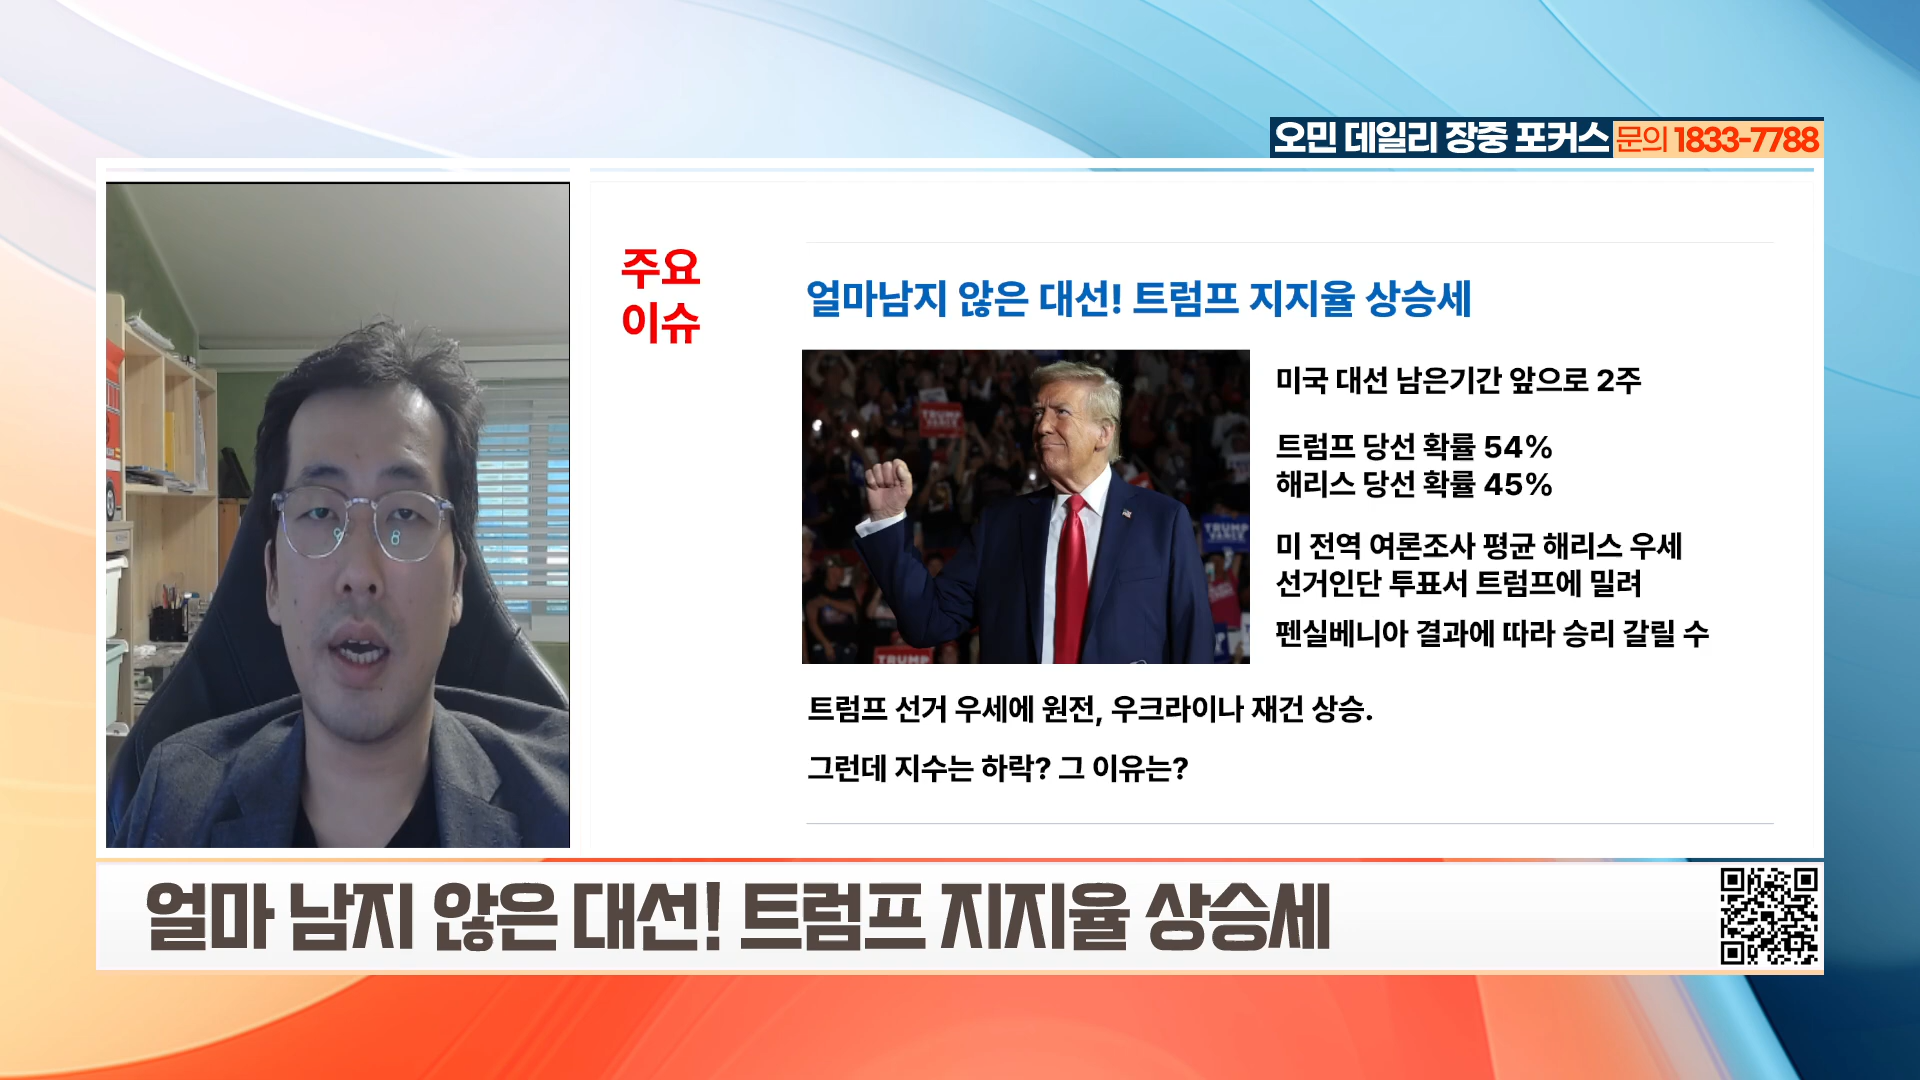 오민 데일리 장중 포커스 문의 1833-7788
주요
이슈
얼마남지 않은 대선! 트럼프 지지율 상승세
미국 대선 남은기간 앞으로 2주
트럼프 당선 확률 54%
해리스 당선 확률 45%
미 전역 여론조사 평균 해리스 우세
선거인단 투표서 트럼프에 밀려
펜실베니아 결과에 따라 승리 갈릴 수
TRUMP
VANCE
TRUMP
VANCE
TRUMP
트럼프 선거 우세에 원전, 우크라이나 재건 상승.
그런데 지수는 하락? 그 이유는?
얼마 남지 않은 대선! 트럼프 지지율 상승세